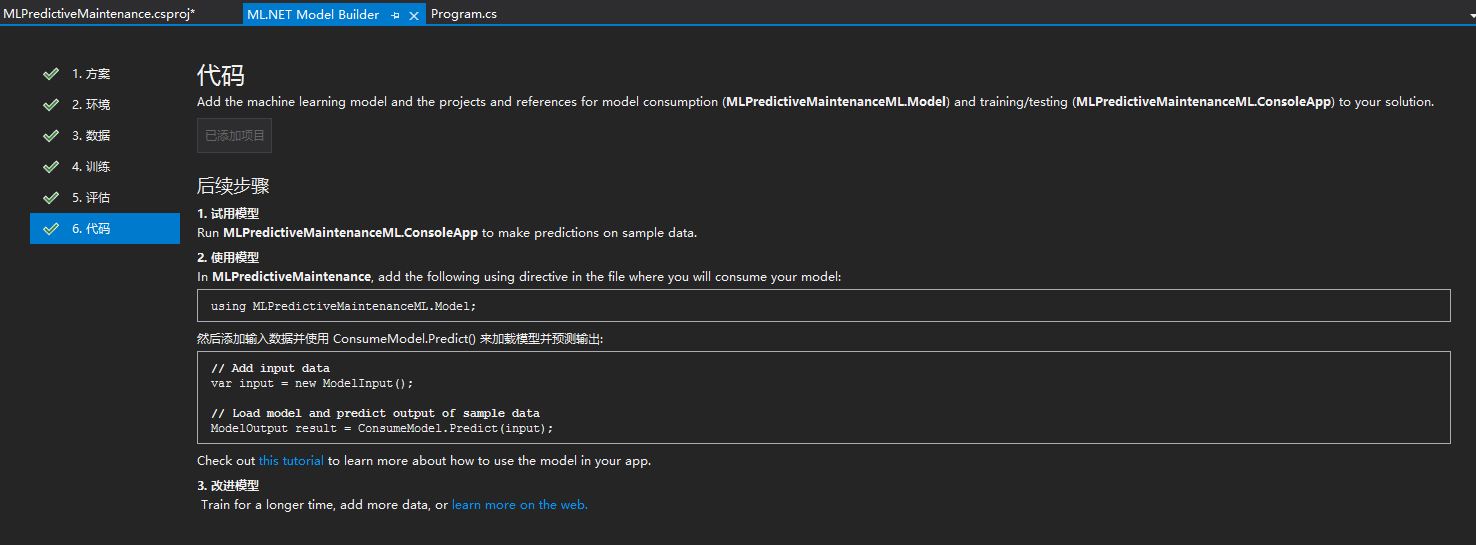 MLPredictiveMaintenance.csproj*
ML.NET Model Builder
Program.cs
1. 方案
2. 环境
3. 数据
4. 训练
5. 评估
6. 代码
代码
Add the machine learning model and the projects and references for model consumption (MLPredictiveMaintenanceML.Model) and training/testing (MLPredictiveMaintenanceML.ConsoleApp) to your solution.
已添加项目
后续步骤
1. 试用模型
Run MLPredictiveMaintenanceML.ConsoleApp to make predictions on sample data.
2. 使用模型
In MLPredictiveMaintenance, add the following using directive in the file where you will consume your model:
using MLPredictiveMaintenanceML.Model;
然后添加输入数据并使用 ConsumeModel.Predict() 来加载模型并预测输出:
// Add input data
var input = new ModelInput();
// Load model and predict output of sample data
ModelOutput result = ConsumeModel.Predict(input);
Check out this tutorial to learn more about how to use the model in your app.
3. 改进模型
Train for a longer time, add more data, or learn more on the web.